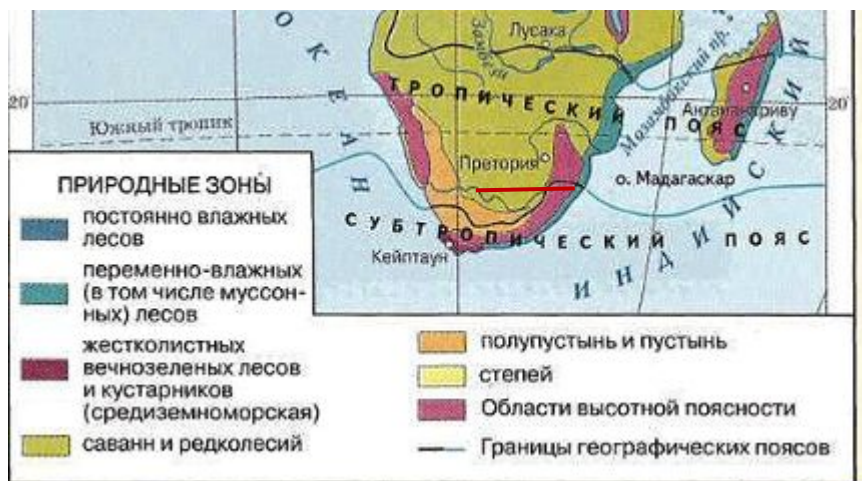 Лусака
Замбези
О К Е А Н
20°
Южный тропик
ТРОПИЧЕСКИЙ ПОЯС
Мозамбикский пр.
Антананариву
20°
Претория
о. Мадагаскар
СУБТРОПИЧЕСКИЙ ПОЯС
Кейптаун
ИНДИЙСКИЙ
ПРИРОДНЫЕ ЗОНЫ
постоянно влажных
лесов
переменно-влажных
(в том числе муссон-
ных) лесов
жестколистных
вечнозеленых лесов
и кустарников
(средиземноморская)
саванн и редколесий
полупустынь и пустынь
степей
Области высотной поясности
Границы географических поясов